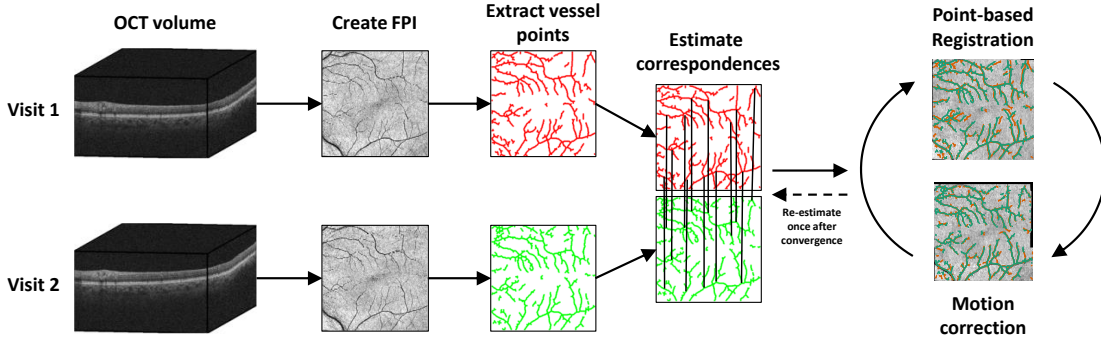 OCT volume
Create FPI
Extract vessel
points
Estimate
correspondences
Point-based
Registration
Visit 1
Re-estimate
once after
convergence
Visit 2
Motion
correction